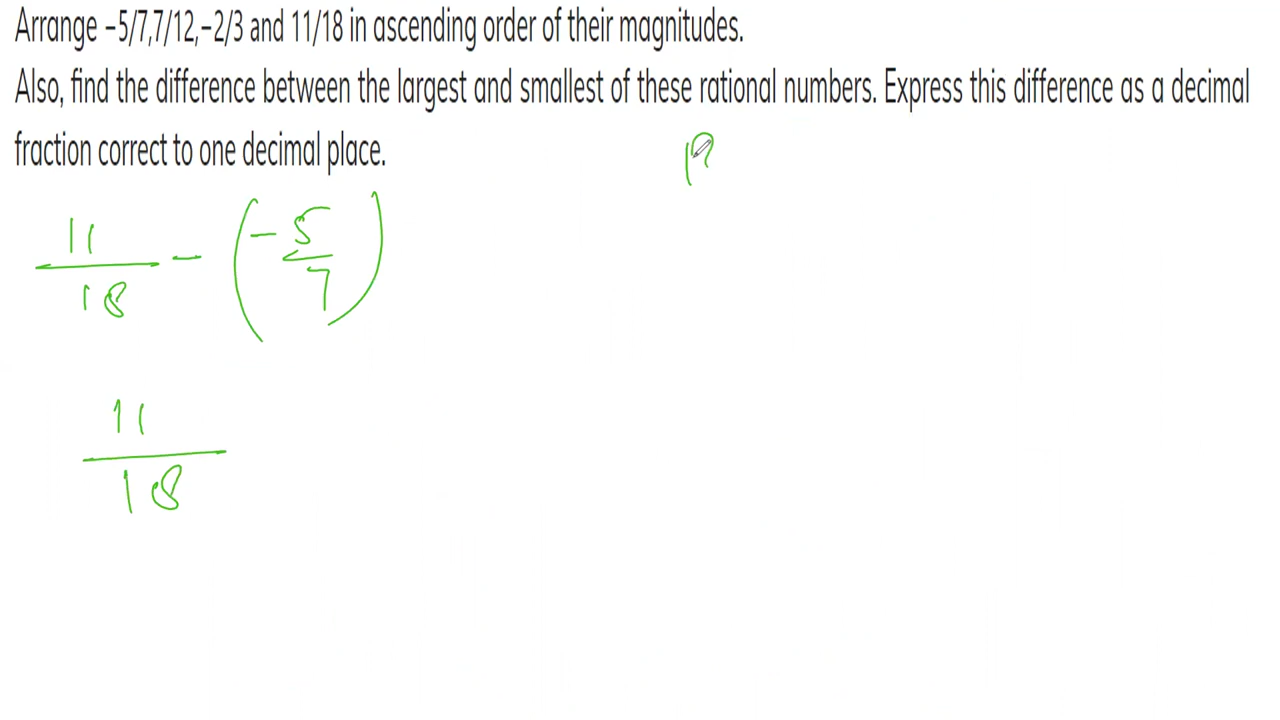 Arrange −5/7,7/12,−2/3 and 11/18 in ascending order of their magnitudes.
Also, find the difference between the largest and smallest of these rational numbers. Express this difference as a decimal
fraction correct to one decimal place.
11/18 − (−5/7)
11/18